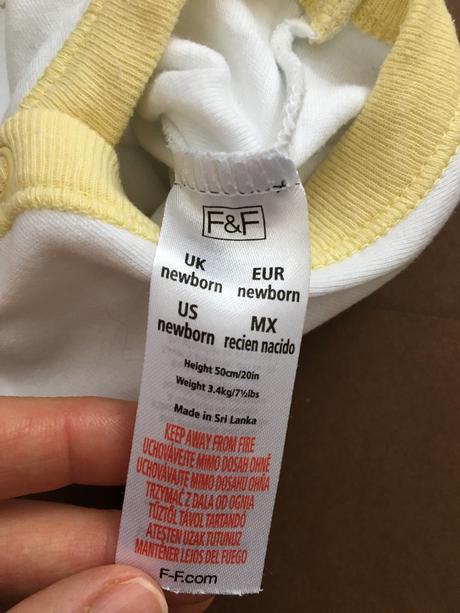 F&F
UK EUR
newborn newborn
US MX
newborn recien nacido
Height 50cm/20in
Weight 3.4kg/7½lbs
Made in Sri Lanka
KEEP AWAY FROM FIRE
UCHOVÁVEJTE MIMO DOSAH OHNĚ
UCHOVÁVAJTE MIMO DOSAHU OHŇA
TRZYMAĆ Z DALA OD OGNIA
TŰZTŐL TÁVOL TARTANDÓ
ATEŞTEN UZAK TUTUNUZ
MANTENER LEJOS DEL FUEGO
F-F.com